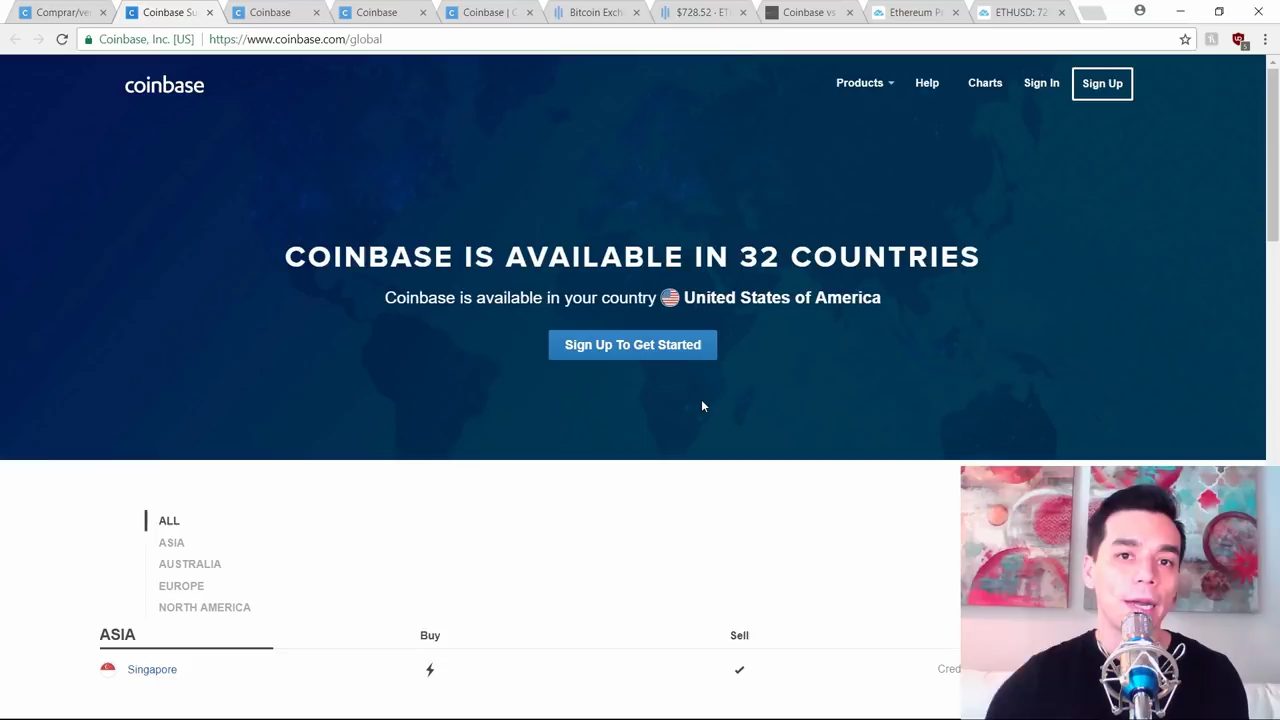 Comprar/ve
Coinbase Su
Coinbase
Coinbase
Coinbase | C
Bitcoin Exch
$728.52 · ET
Coinbase vs
Ethereum Pr
ETHUSD: 72
Coinbase, Inc. [US]
https://www.coinbase.com/global
coinbase
Products
Help
Charts
Sign In
Sign Up
COINBASE IS AVAILABLE IN 32 COUNTRIES
Coinbase is available in your country United States of America
Sign Up To Get Started
ALL
ASIA
AUSTRALIA
EUROPE
NORTH AMERICA
ASIA
Buy
Sell
Singapore
Cred